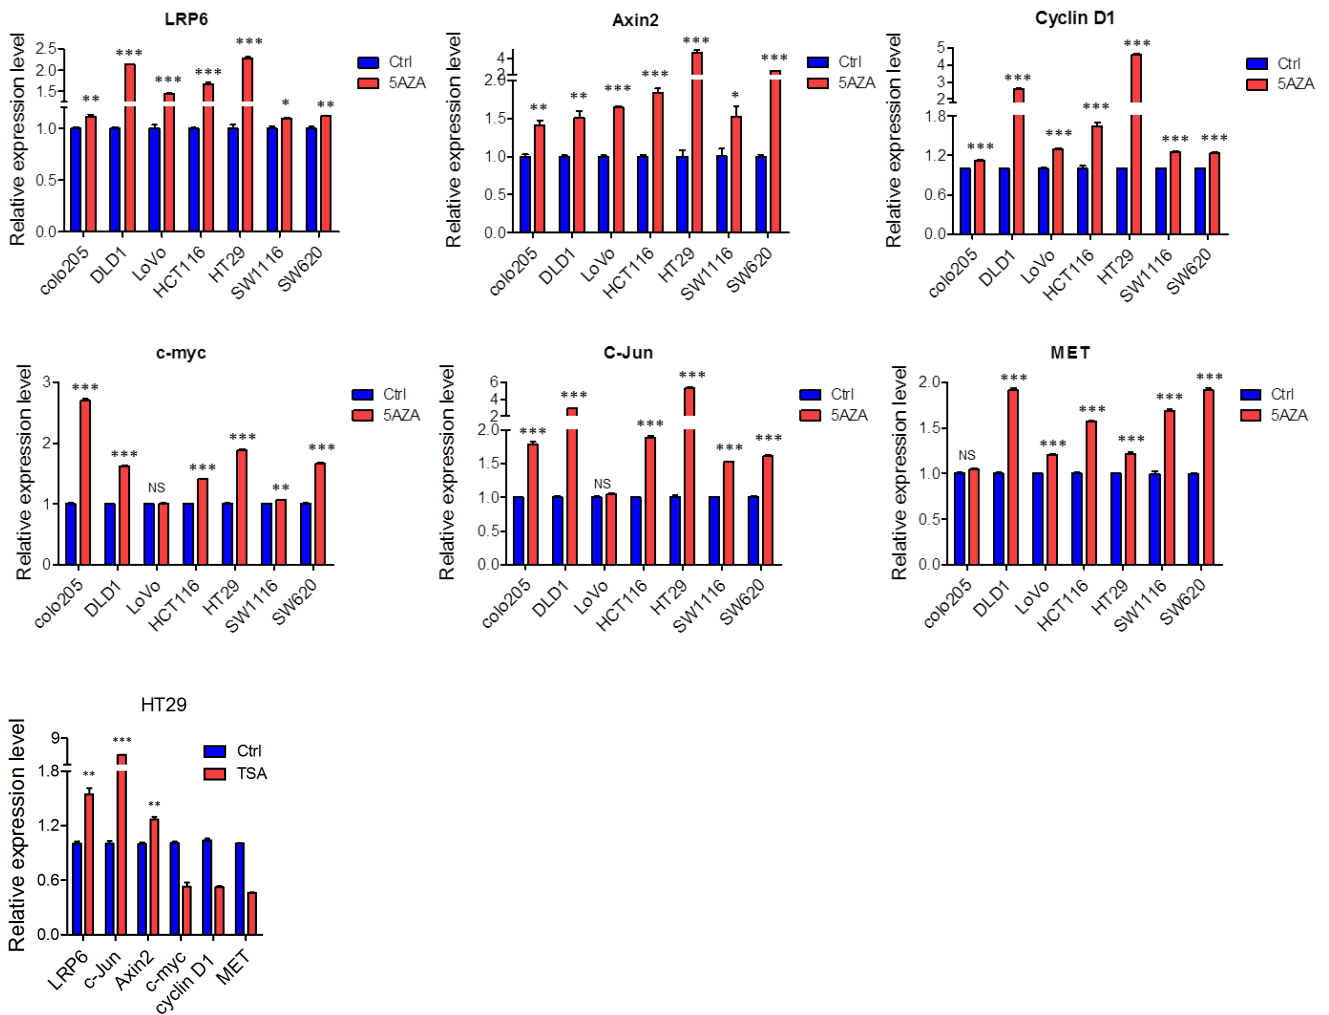 LRP6
Relative expression level
2.5
2.0
1.5
1.0
0.5
0.0
** *** *** *** *** * **
Ctrl
5AZA
colo205 DLD1 LoVo HCT116 HT29 SW1116 SW620
Axin2
Relative expression level
4
2
2.0
1.5
1.0
0.5
0.0
** ** *** *** *** * ***
Ctrl
5AZA
colo205 DLD1 LoVo HCT116 HT29 SW1116 SW620
Cyclin D1
Relative expression level
5
4
3
2
1.8
1.2
0.6
0.0
*** *** *** *** *** *** ***
Ctrl
5AZA
colo205 DLD1 LoVo HCT116 HT29 SW1116 SW620
c-myc
Relative expression level
3
2
1
0
*** *** NS *** *** ** ***
Ctrl
5AZA
colo205 DLD1 LoVo HCT116 HT29 SW1116 SW620
C-Jun
Relative expression level
6
4
2
2.0
1.5
1.0
0.5
0.0
*** *** NS *** *** *** ***
Ctrl
5AZA
colo205 DLD1 LoVo HCT116 HT29 SW1116 SW620
MET
Relative expression level
2.0
1.5
1.0
0.5
0.0
NS *** *** *** *** *** ***
Ctrl
5AZA
colo205 DLD1 LoVo HCT116 HT29 SW1116 SW620
HT29
Relative expression level
9
1.8
1.2
0.6
0.0
** *** **
Ctrl
TSA
LRP6 c-Jun Axin2 c-myc cyclin D1 MET